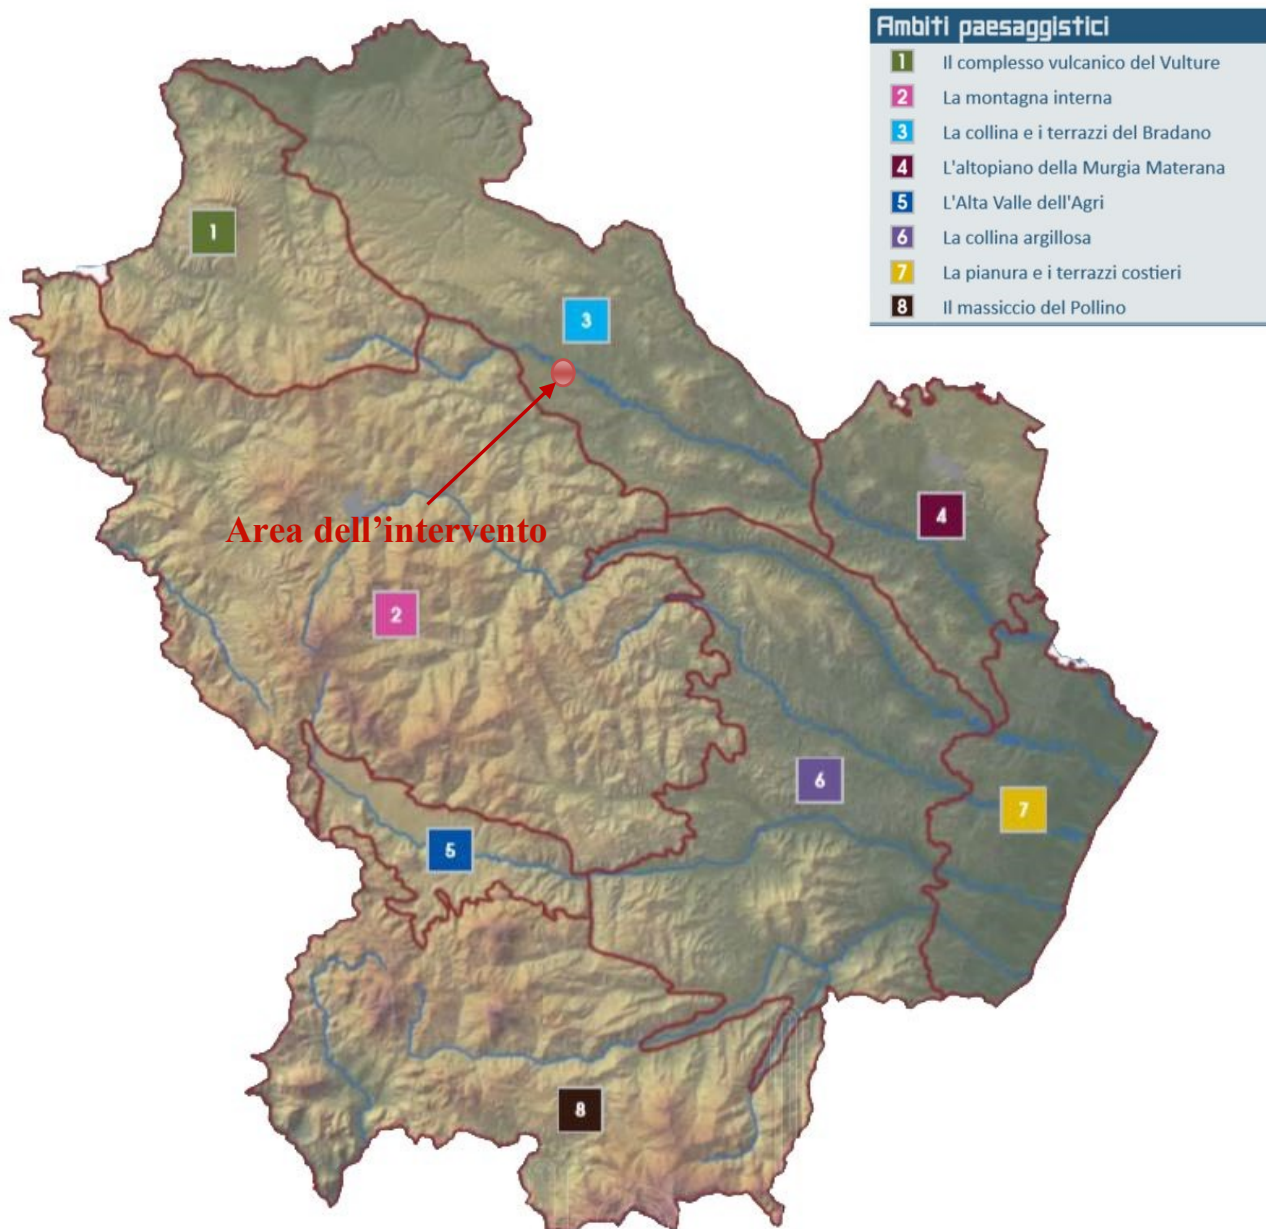 Ambiti paesaggistici
1 Il complesso vulcanico del Vulture
2 La montagna interna
3 La collina e i terrazzi del Bradano
4 L'altopiano della Murgia Materana
5 L'Alta Valle dell'Agri
6 La collina argillosa
7 La pianura e i terrazzi costieri
8 Il massiccio del Pollino
1
3
4
Area dell’intervento
2
6
7
5
8